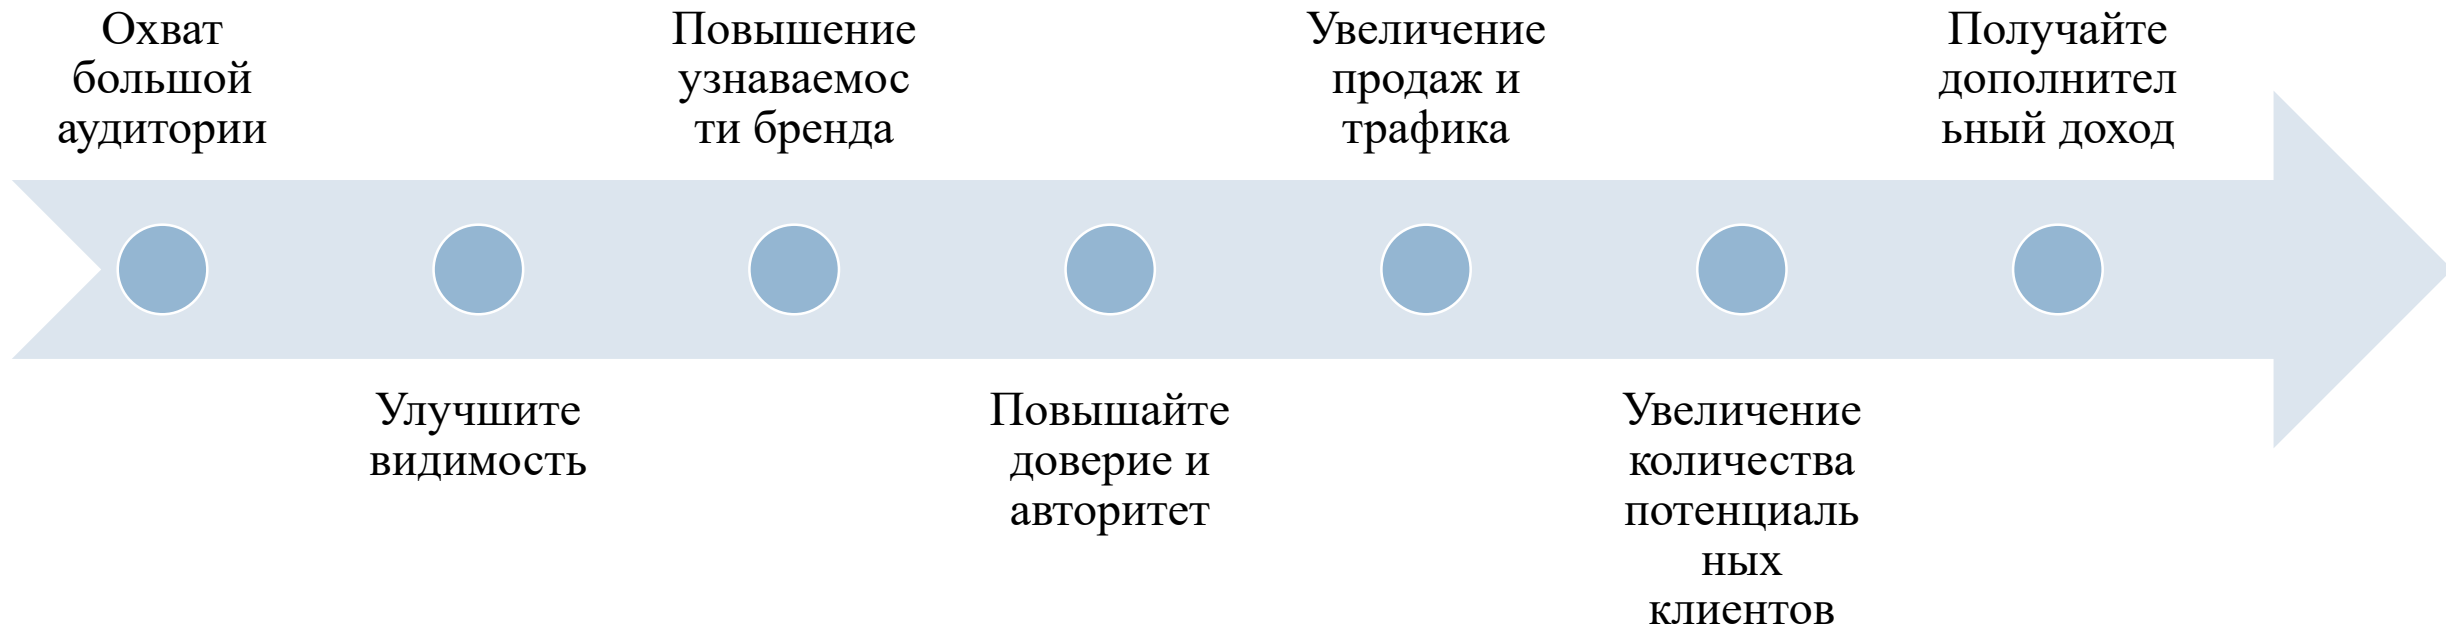 Охват
большой
аудитории
Улучшите
видимость
Повышение
узнаваемос
ти бренда
Повышайте
доверие и
авторитет
Увеличение
продаж и
трафика
Увеличение
количества
потенциаль
ных
клиентов
Получайте
дополнител
ьный доход